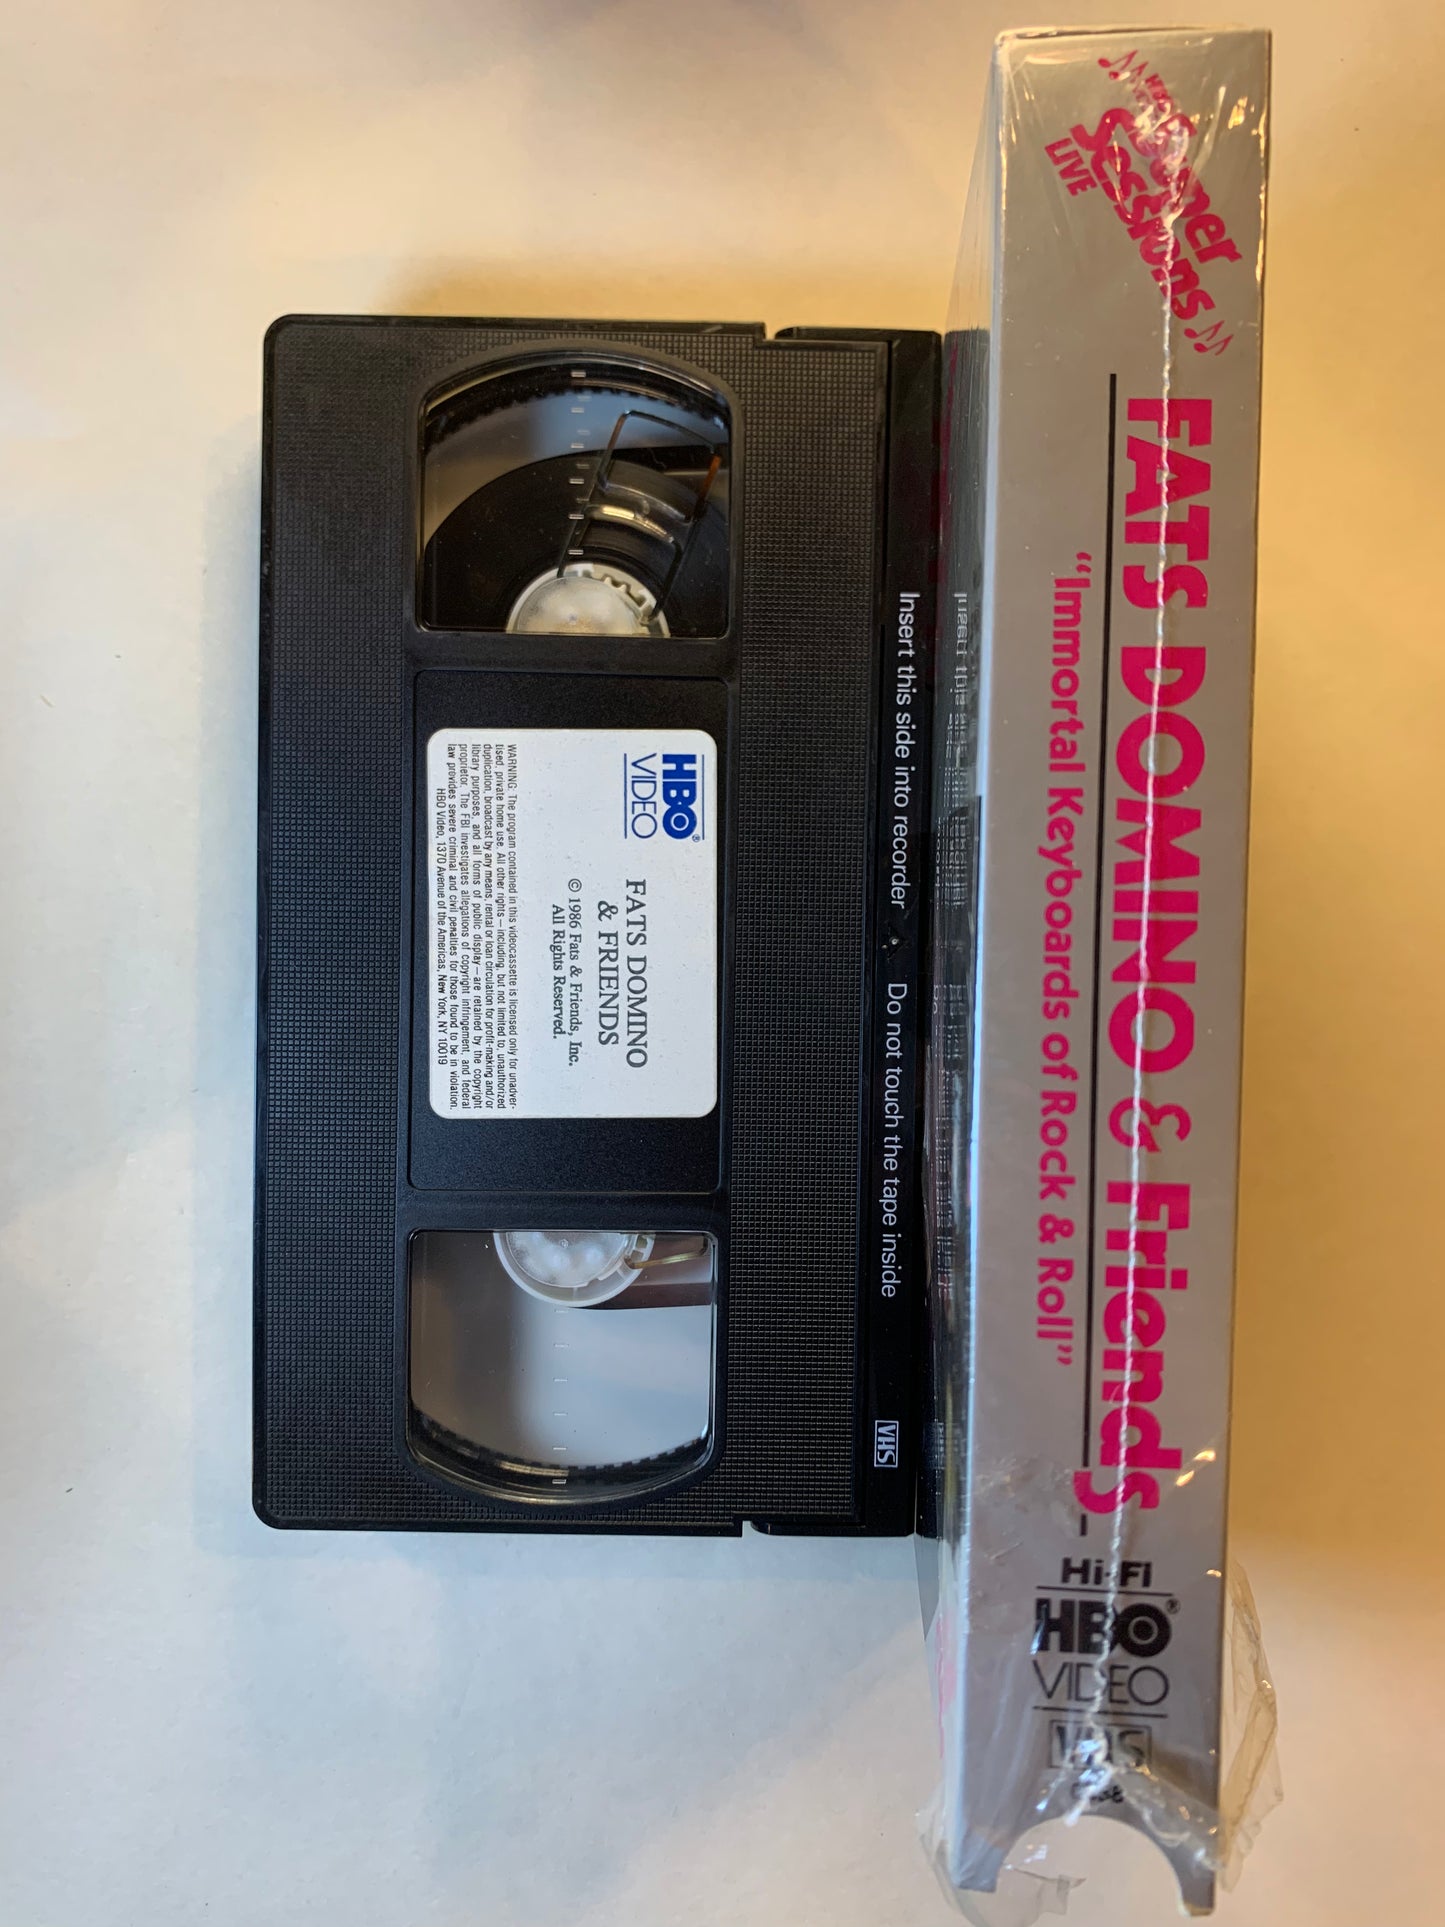 HBO®
VIDEO
FATS DOMINO
& FRIENDS
© 1986 Fats & Friends, Inc.
All Rights Reserved.
WARNING: The program contained in this videocassette is licensed only for unadver-
tised, private home use. All other rights—including, but not limited to, unauthorized
duplication, broadcast by any means, rental or loan circulation for profit-making and/or
library purposes, and all forms of public display—are retained by the copyright
proprietor. The FBI investigates allegations of copyright infringement, and federal
law provides severe criminal and civil penalties for those found to be in violation.
HBO Video, 1370 Avenue of the Americas, New York, NY 10019
Insert this side into recorder Do not touch the tape inside
VHS
Sessions
LIVE
FATS DOMINO & Friends
“Immortal Keyboards of Rock & Roll”
Hi-Fi
HBO®
VIDEO
VHS